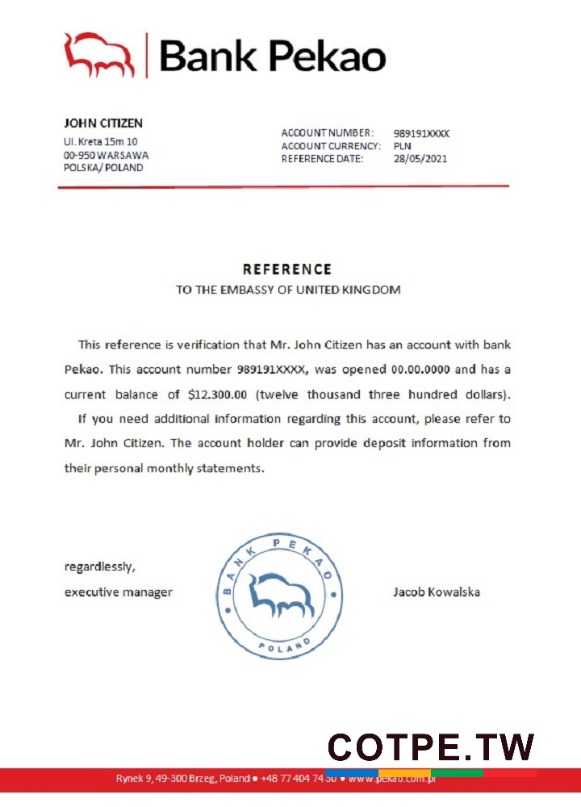 Bank Pekao
JOHN CITIZEN
Ul. Kreta 15m 10
00-950 WARSAWA
POLSKA/ POLAND
ACCOUNT NUMBER: 989191XXXX
ACCOUNT CURRENCY: PLN
REFERENCE DATE: 28/05/2021
REFERENCE
TO THE EMBASSY OF UNITED KINGDOM
This reference is verification that Mr. John Citizen has an account with bank
Pekao. This account number 989191XXXX, was opened 00.00.0000 and has a
current balance of $12.300.00 (twelve thousand three hundred dollars).
If you need additional information regarding this account, please refer to
Mr. John Citizen. The account holder can provide deposit information from
their personal monthly statements.
regardlessly,
executive manager
BANK PEKAO
POLAND
Jacob Kowalska
COTPE.TW
Rynek 9, 49-300 Brzeg, Poland ● +48 77 404 74 30 ● www.pekao.com.pl